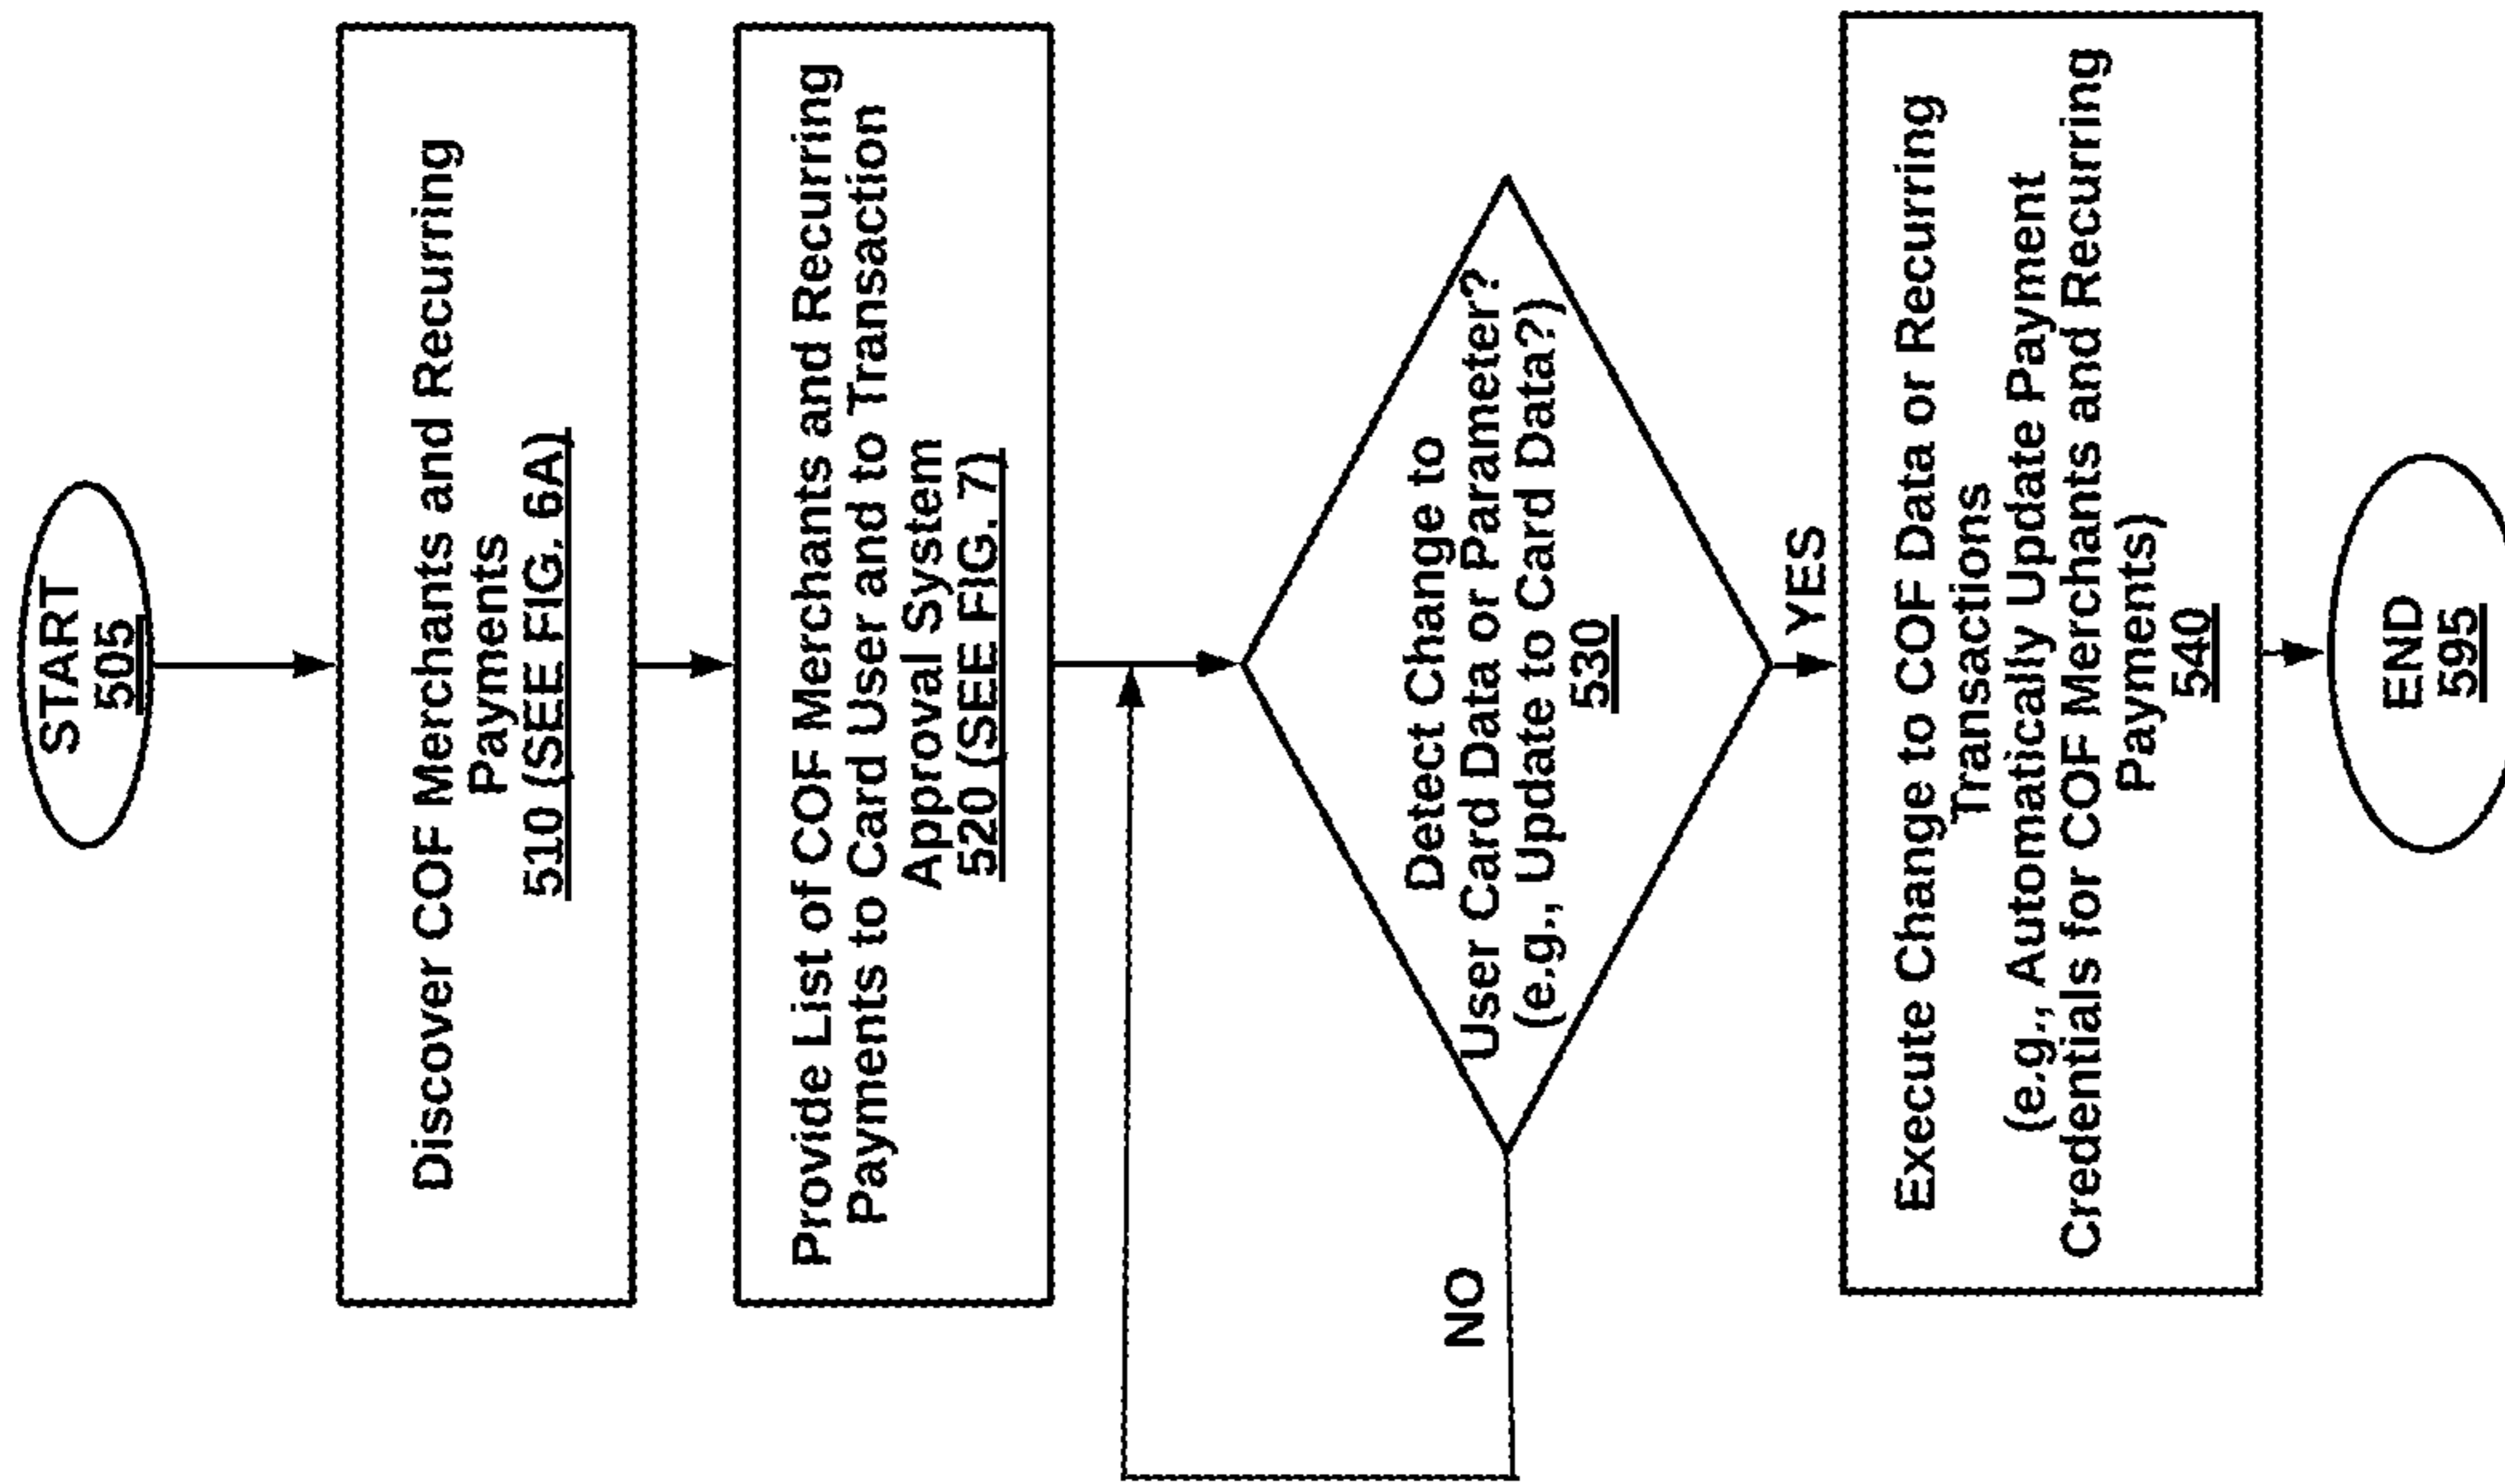 START
505
Discover COF Merchants and Recurring
Payments
510 (SEE FIG. 6A)
Provide List of COF Merchants and Recurring
Payments to Card User and to Transaction
Approval System
520 (SEE FIG. 7)
Detect Change to
User Card Data or Parameter?
(e.g., Update to Card Data?)
530
NO
YES
Execute Change to COF Data or Recurring
Transactions
(e.g., Automatically Update Payment
Credentials for COF Merchants and Recurring
Payments)
540
END
595